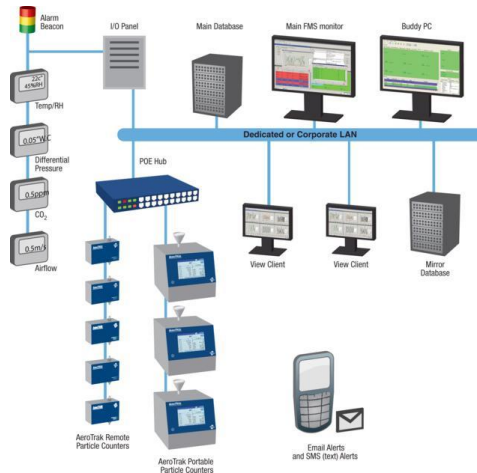 Alarm
Beacon
I/O Panel
Main Database
Main FMS monitor
Buddy PC
22c°
45%RH
Temp/RH
Dedicated or Corporate LAN
0.05"W.C
Differential
Pressure
POE Hub
0.5ppm
CO₂
0.5m/s
Airflow
View Client
View Client
Mirror
Database
AeroTrak Remote
Particle Counters
AeroTrak Portable
Particle Counters
Email Alerts
and SMS (text) Alerts